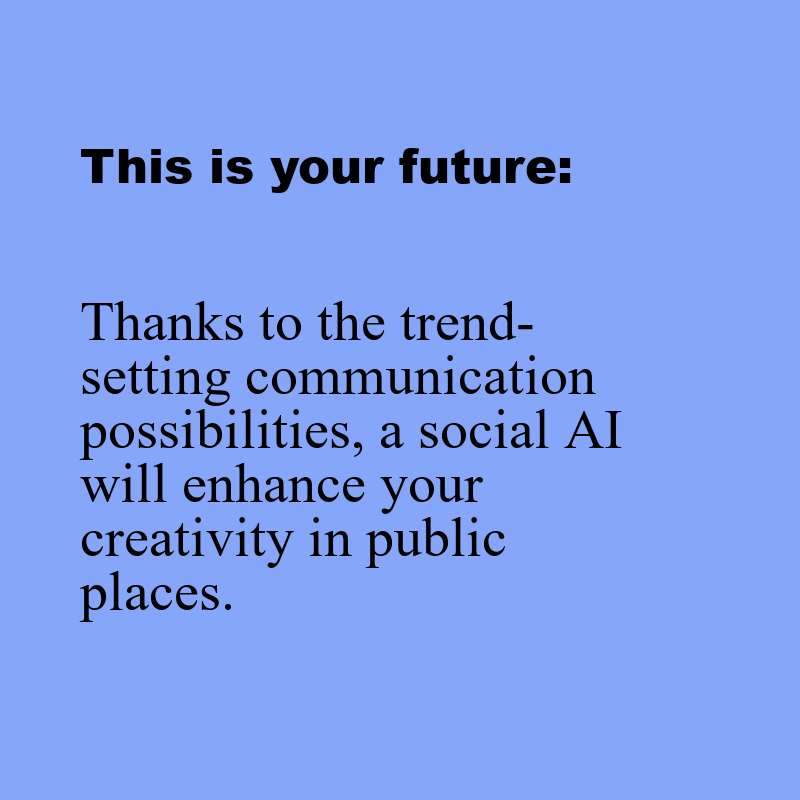 This is your future:
Thanks to the trend-
setting communication
possibilities, a social AI
will enhance your
creativity in public
places.